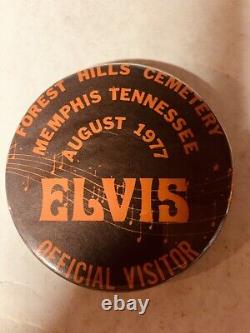 FOREST HILLS CEMETERY
MEMPHIS TENNESSEE
AUGUST 1977
ELVIS
OFFICIAL VISITOR
ebay